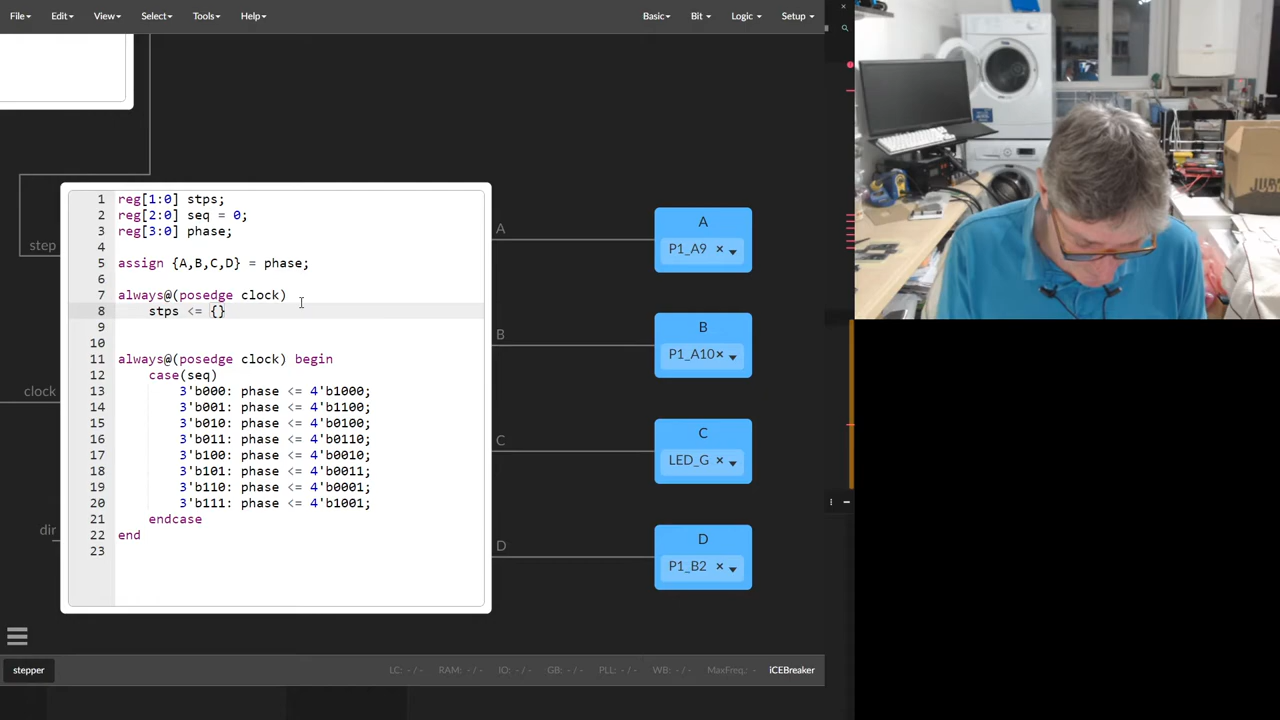 File Edit View Select Tools Help Basic Bit Logic Setup
step
clock
dir
1 reg[1:0] stps;
2 reg[2:0] seq = 0;
3 reg[3:0] phase;
4
5 assign {A,B,C,D} = phase;
6
7 always@(posedge clock)
8 stps <= {}
9
10
11 always@(posedge clock) begin
12 case(seq)
13 3'b000: phase <= 4'b1000;
14 3'b001: phase <= 4'b1100;
15 3'b010: phase <= 4'b0100;
16 3'b011: phase <= 4'b0110;
17 3'b100: phase <= 4'b0010;
18 3'b101: phase <= 4'b0011;
19 3'b110: phase <= 4'b0001;
20 3'b111: phase <= 4'b1001;
21 endcase
22 end
23
A
A
P1_A9 ×
B
B
P1_A10 ×
C
C
LED_G ×
D
D
P1_B2 ×
stepper LC: - / - RAM: - / - IO: - / - GB: - / - PLL: - / - WB: - / - MaxFreq.: - iCEBreaker